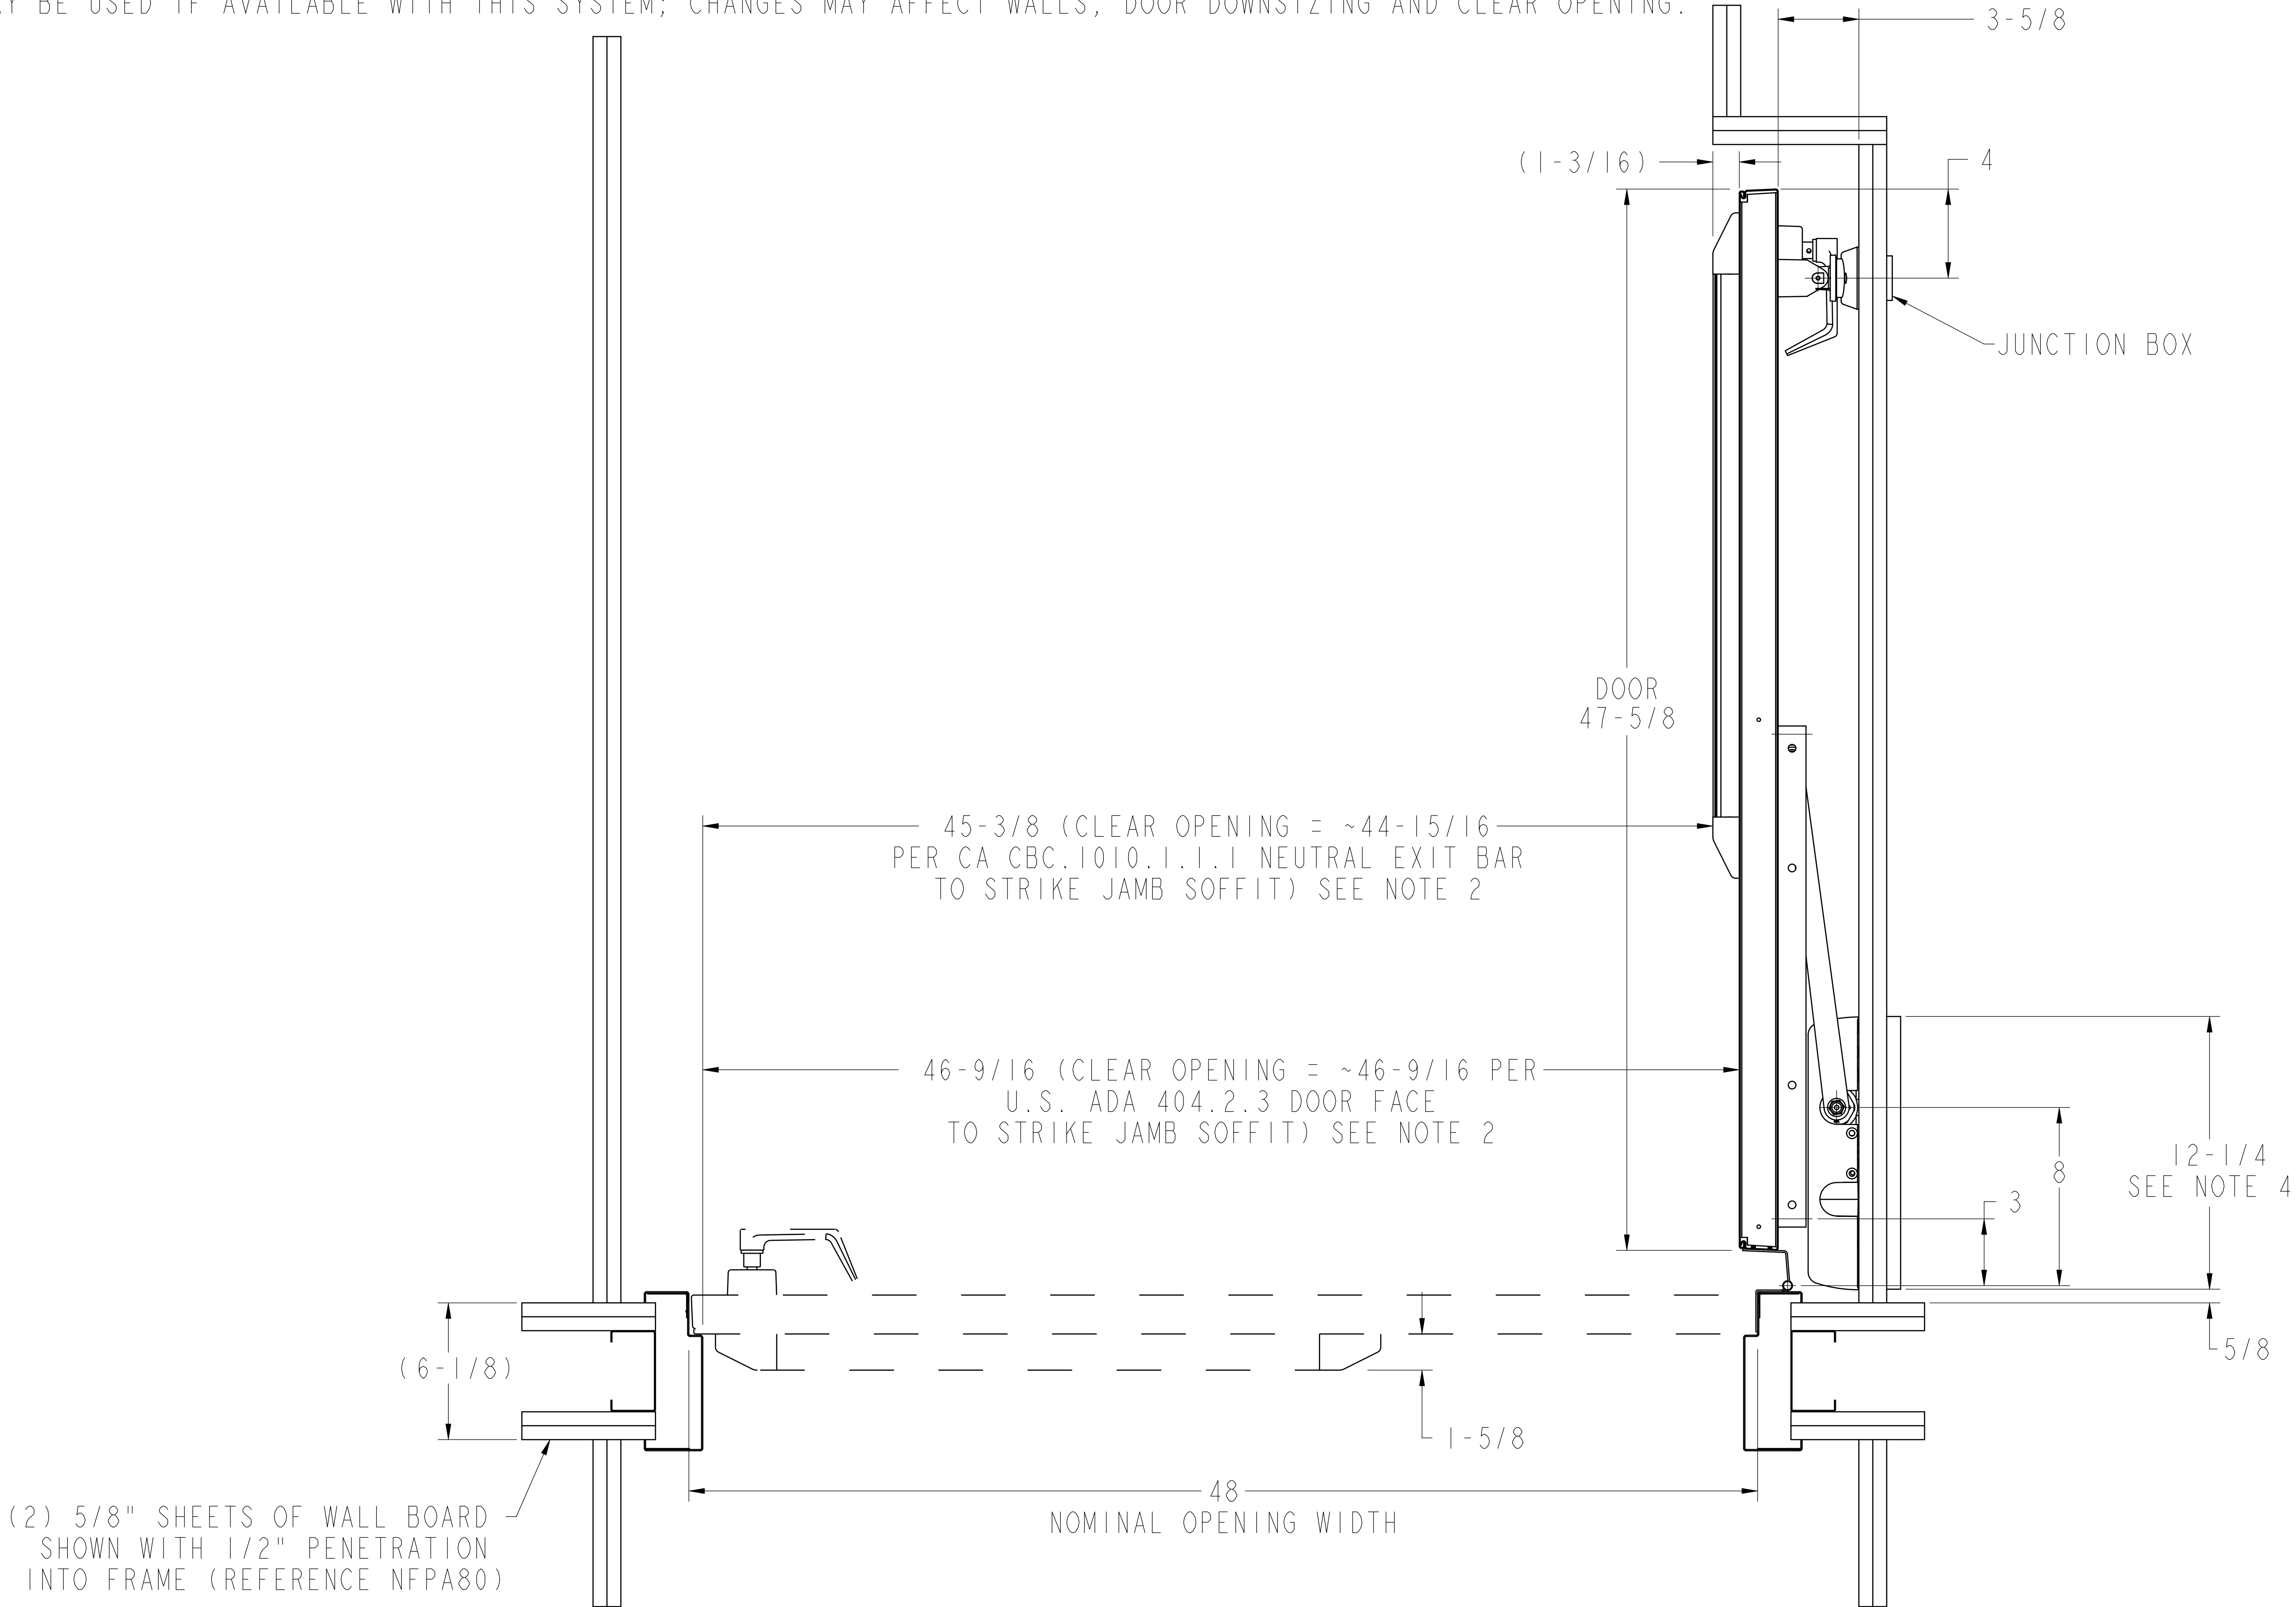 BE USED IF AVAILABLE WITH THIS SYSTEM; CHANGES MAY AFFECT WALLS, DOOR DOWNSIZING AND CLEAR OPENING.
3-5/8
(1-3/16)
4
JUNCTION BOX
DOOR
47-5/8
45-3/8 (CLEAR OPENING = ~44-15/16
PER CA CBC.1010.1.1.1 NEUTRAL EXIT BAR
TO STRIKE JAMB SOFFIT) SEE NOTE 2
46-9/16 (CLEAR OPENING = ~46-9/16 PER
U.S. ADA 404.2.3 DOOR FACE
TO STRIKE JAMB SOFFIT) SEE NOTE 2
12-1/4
SEE NOTE 4
8
3
5/8
(6-1/8)
1-5/8
48
NOMINAL OPENING WIDTH
(2) 5/8" SHEETS OF WALL BOARD
SHOWN WITH 1/2" PENETRATION
INTO FRAME (REFERENCE NFPA80)